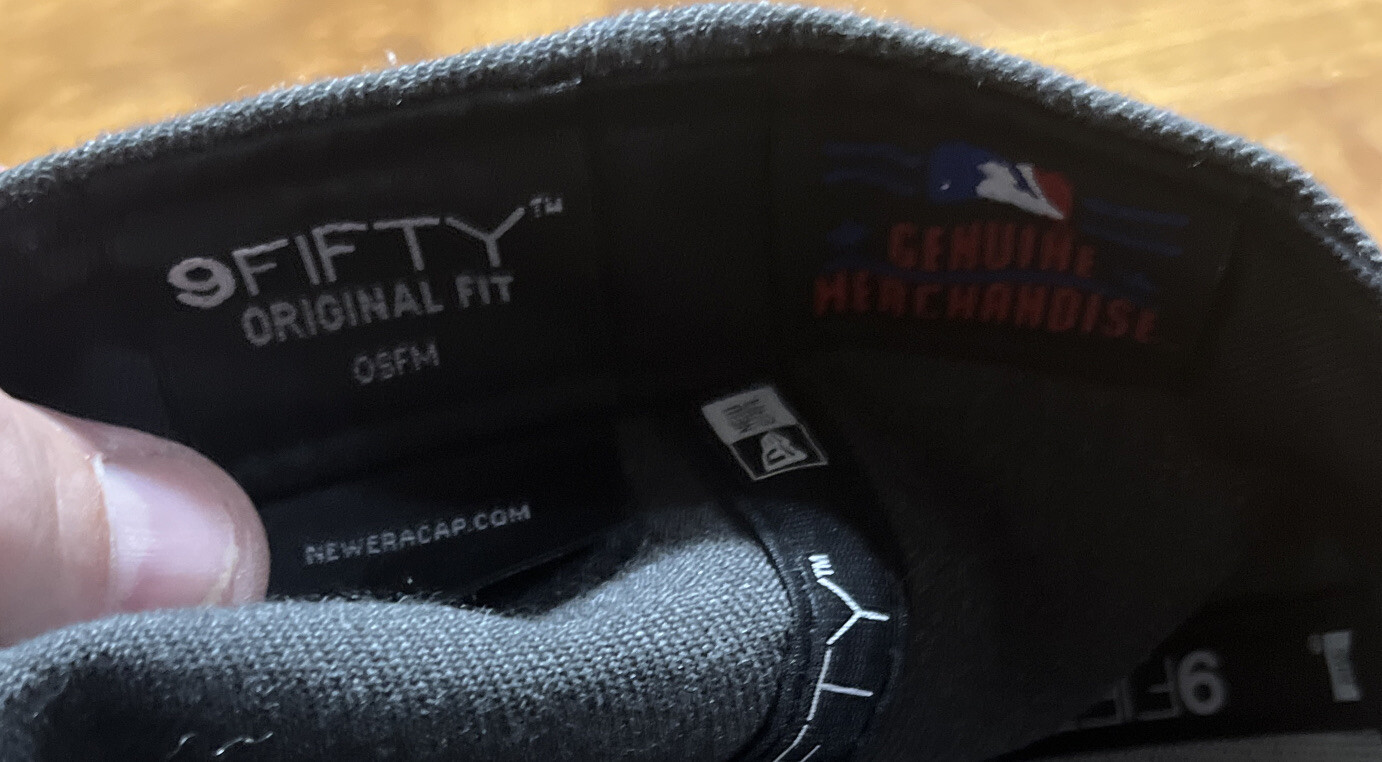 9FIFTY™
ORIGINAL FIT
OSFM
NEWERACAP.COM
GENUINE
MERCHANDISE